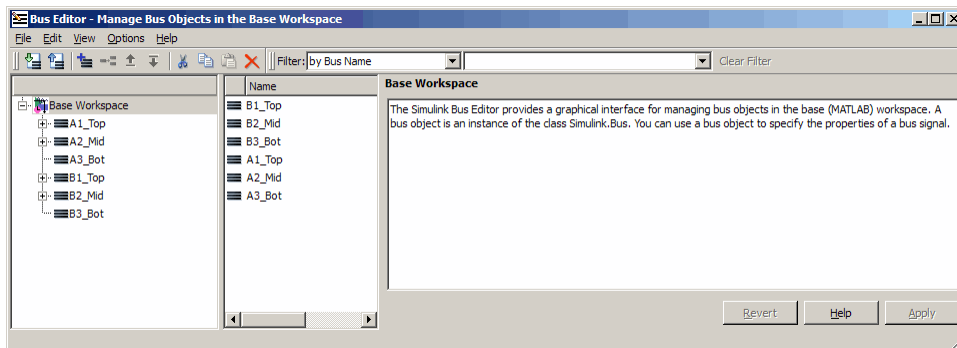 Bus Editor - Manage Bus Objects in the Base Workspace
File Edit View Options Help
Filter: by Bus Name Clear Filter
Base Workspace
A1_Top
A2_Mid
A3_Bot
B1_Top
B2_Mid
B3_Bot
Name
B1_Top
B2_Mid
B3_Bot
A1_Top
A2_Mid
A3_Bot
Base Workspace
The Simulink Bus Editor provides a graphical interface for managing bus objects in the base (MATLAB) workspace. A
bus object is an instance of the class Simulink.Bus. You can use a bus object to specify the properties of a bus signal.
Revert Help Apply